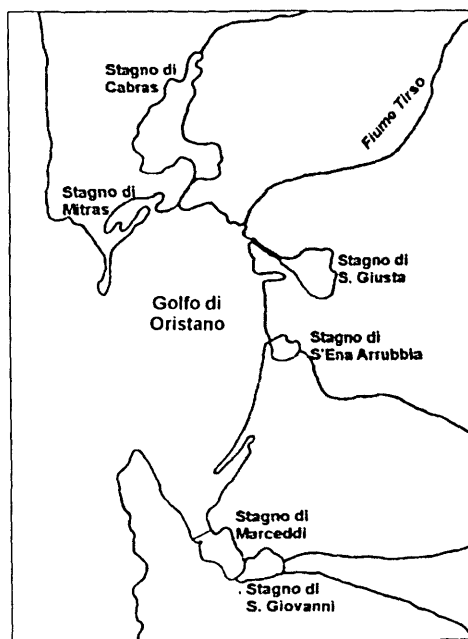 Stagno di
Cabras
Fiumo Tirso
Stagno di
Mitras
Stagno di
S. Giusta
Golfo di
Oristano
Stagno di
S'Ena Arrubbia
Stagno di
Marceddi
Stagno di
S. Giovanni